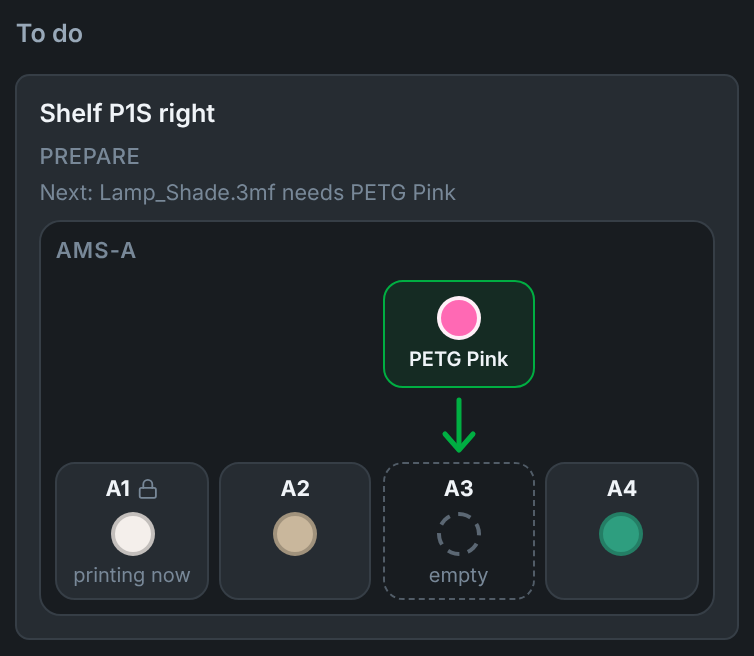 To do
Shelf P1S right
PREPARE
Next: Lamp_Shade.3mf needs PETG Pink
AMS-A
PETG Pink
A1
A2
A3
A4
printing now
empty